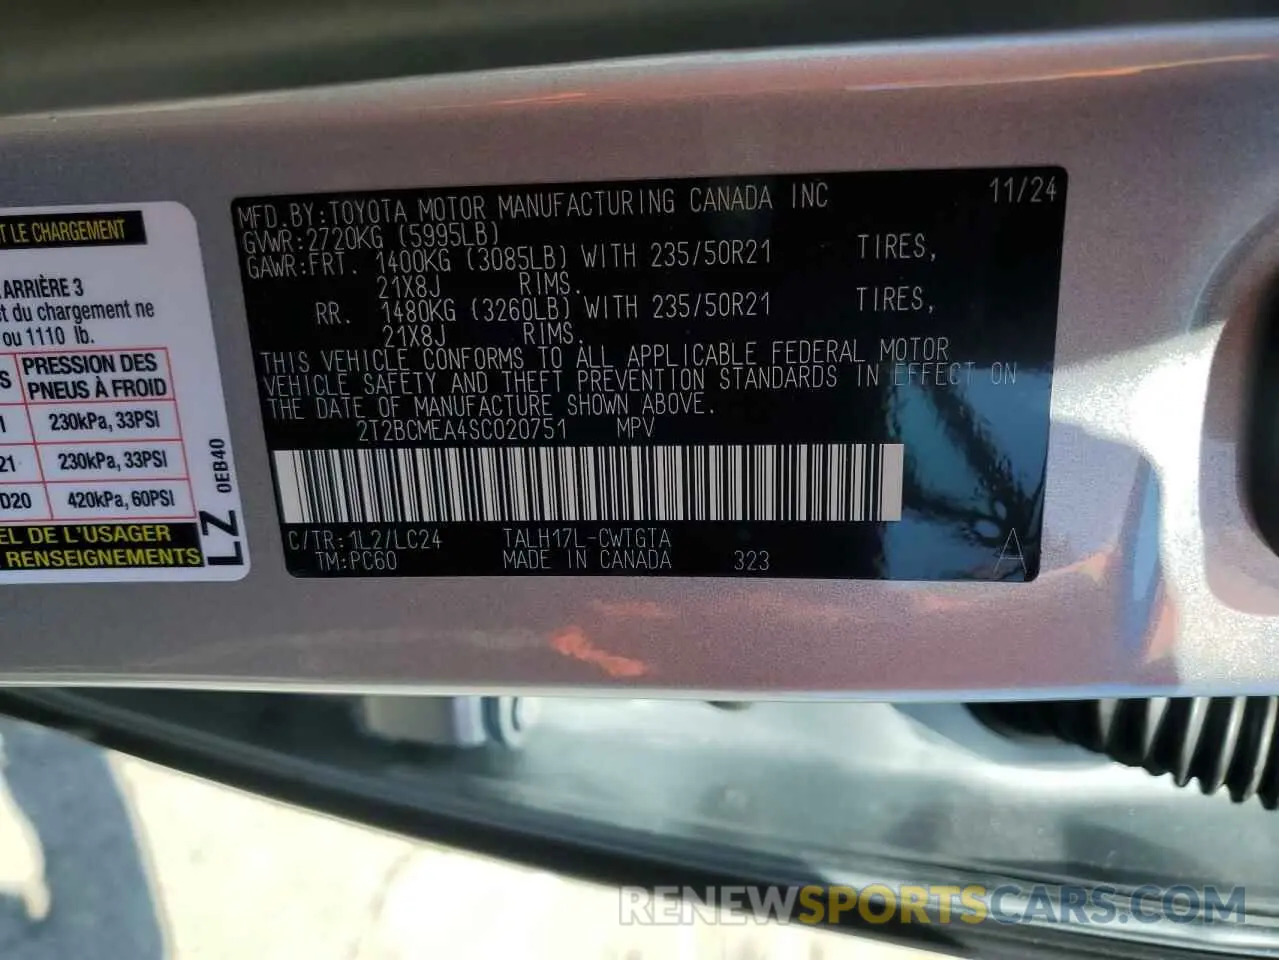 T LE CHARGEMENT
ARRIÈRE 3
t du chargement ne
ou 1110 lb.
S PRESSION DES
PNEUS À FROID
1 230kPa, 33PSI
21 230kPa, 33PSI
D20 420kPa, 60PSI
EL DE L'USAGER
RENSEIGNEMENTS
LZ 0EB40
MFD.BY:TOYOTA MOTOR MANUFACTURING CANADA INC 11/24
GVWR:2720KG (5995LB)
GAWR:FRT. 1400KG (3085LB) WITH 235/50R21 TIRES,
21X8J RIMS.
RR. 1480KG (3260LB) WITH 235/50R21 TIRES,
21X8J RIMS.
THIS VEHICLE CONFORMS TO ALL APPLICABLE FEDERAL MOTOR
VEHICLE SAFETY AND THEFT PREVENTION STANDARDS IN EFFECT ON
THE DATE OF MANUFACTURE SHOWN ABOVE.
2T2BCMEA4SC020751 MPV
C/TR:1L2/LC24 TALH17L-CWTGTA A
TM:PC60 MADE IN CANADA 323
RENEWSPORTSCARS.COM